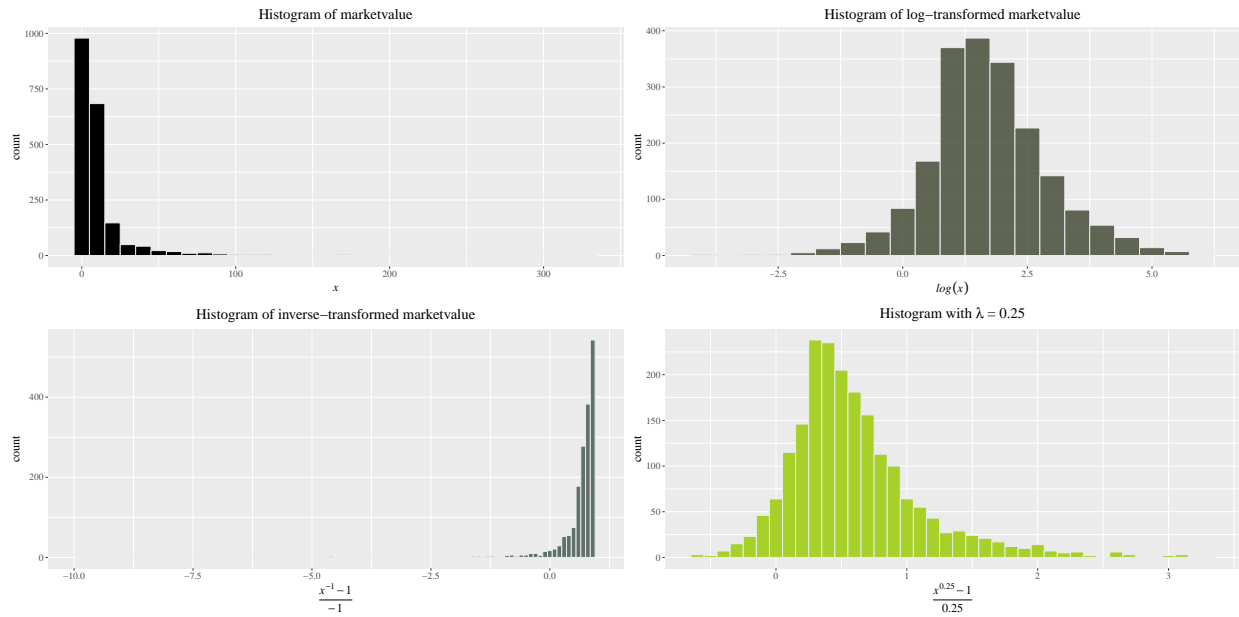 Histogram of marketvalue
1000
750
500
250
0
count
0 100 200 300
x
Histogram of log−transformed marketvalue
400
300
200
100
0
count
−2.5 0.0 2.5 5.0
log(x)
Histogram of inverse−transformed marketvalue
400
200
0
count
−10.0 −7.5 −5.0 −2.5 0.0
x⁻¹ − 1
− 1
Histogram with λ = 0.25
200
150
100
50
0
count
0 1 2 3
x⁰·²⁵ − 1
0.25